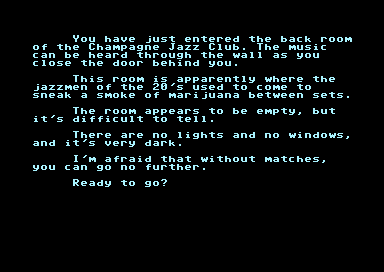 You have just entered the back room
of the Champagne Jazz Club. The music
can be heard through the wall as you
close the door behind you.
This room is apparently where the
jazzmen of the 20's used to come to
sneak a smoke of marijuana between sets.
The room appears to be empty, but
it's difficult to tell.
There are no lights and no windows,
and it's very dark.
I'm afraid that without matches,
you can go no further.
Ready to go?